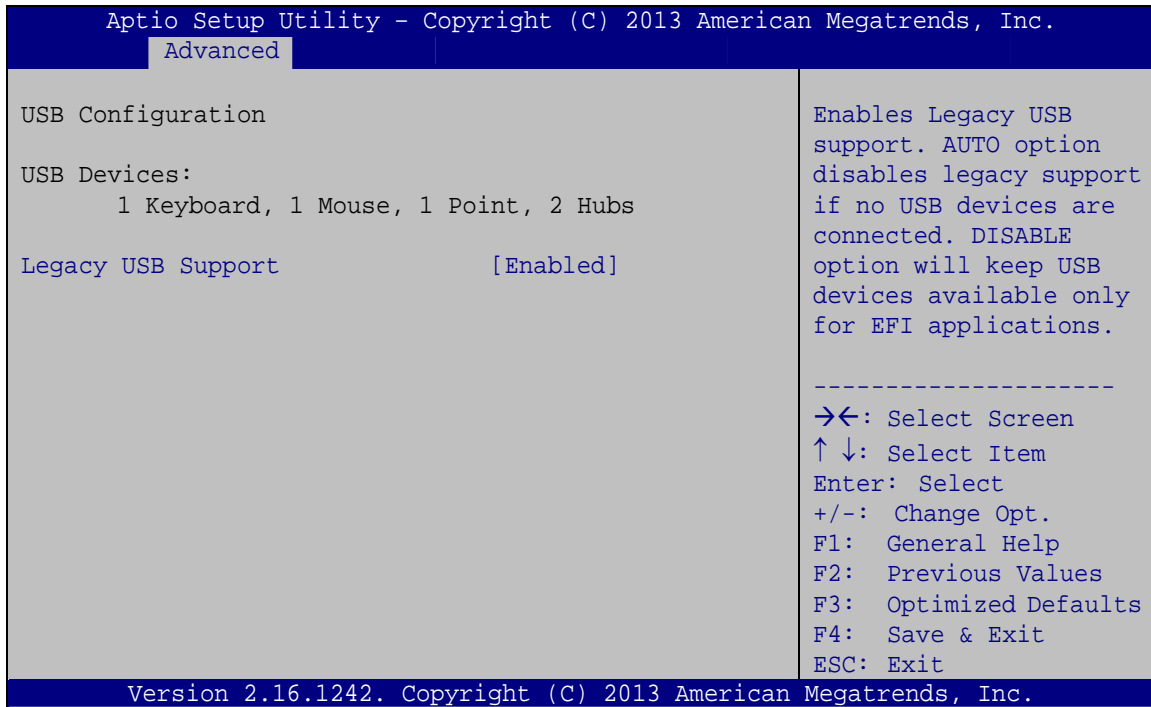 Aptio Setup Utility – Copyright (C) 2013 American Megatrends, Inc.
Advanced
USB Configuration
USB Devices:
1 Keyboard, 1 Mouse, 1 Point, 2 Hubs
Legacy USB Support [Enabled]
Enables Legacy USB
support. AUTO option
disables legacy support
if no USB devices are
connected. DISABLE
option will keep USB
devices available only
for EFI applications.
---------------------
→←: Select Screen
↑ ↓: Select Item
Enter: Select
+/-: Change Opt.
F1: General Help
F2: Previous Values
F3: Optimized Defaults
F4: Save & Exit
ESC: Exit
Version 2.16.1242. Copyright (C) 2013 American Megatrends, Inc.